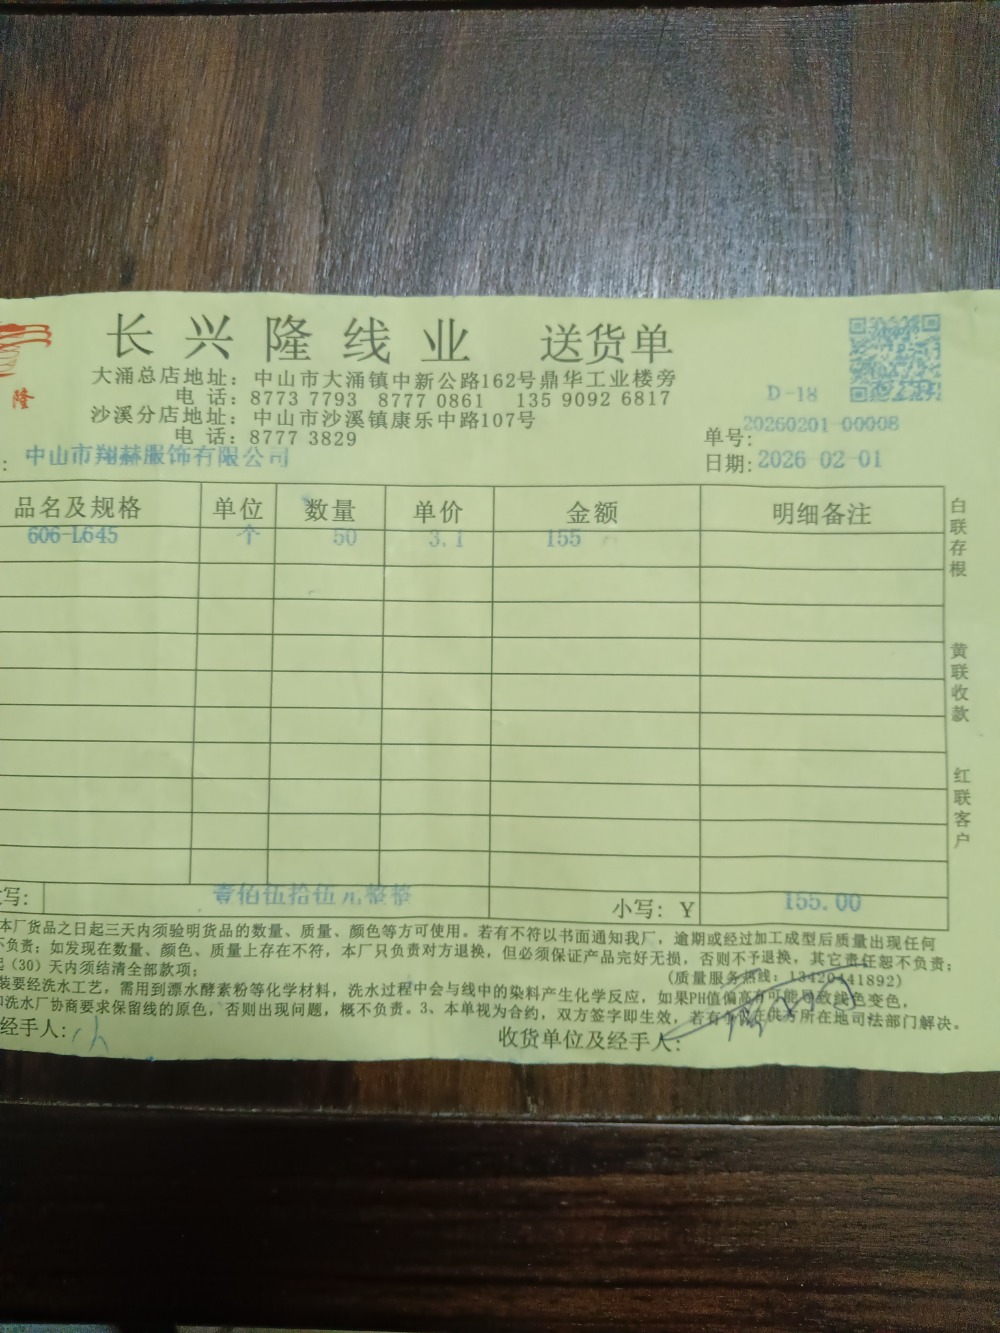 长兴隆线业 送货单
隆
大涌总店地址：中山市大涌镇中新公路162号鼎华工业楼旁
电 话：8773 7793 8777 0861 135 9092 6817
D-18
沙溪分店地址：中山市沙溪镇康乐中路107号
电 话：8777 3829
单号：20260201-00008
：中山市翔赫服饰有限公司
日期：2026-02-01
品名及规格 单位 数量 单价 金额 明细备注
606-L645 个 50 3.1 155
白联存根
黄联收款
红联客户
写： 壹佰伍拾伍元整整 小写：Y 155.00
本厂货品之日起三天内须验明货品的数量、质量、颜色等方可使用。若有不符以书面通知我厂，逾期或经过加工成型后质量出现任何
不负责；如发现在数量、颜色、质量上存在不符，本厂只负责对方退换，但必须保证产品完好无损，否则不予退换，其它责任恕不负责；
（30）天内须结清全部款项；
（质量服务热线：13420441892）
装要经洗水工艺，需用到漂水酵素粉等化学材料，洗水过程中会与线中的染料产生化学反应，如果PH值偏高有可能导致线色变色，
和洗水厂协商要求保留线的原色，否则出现问题，概不负责。3、本单视为合约，双方签字即生效，若有争议在供方所在地司法部门解决。
经手人：
收货单位及经手人：